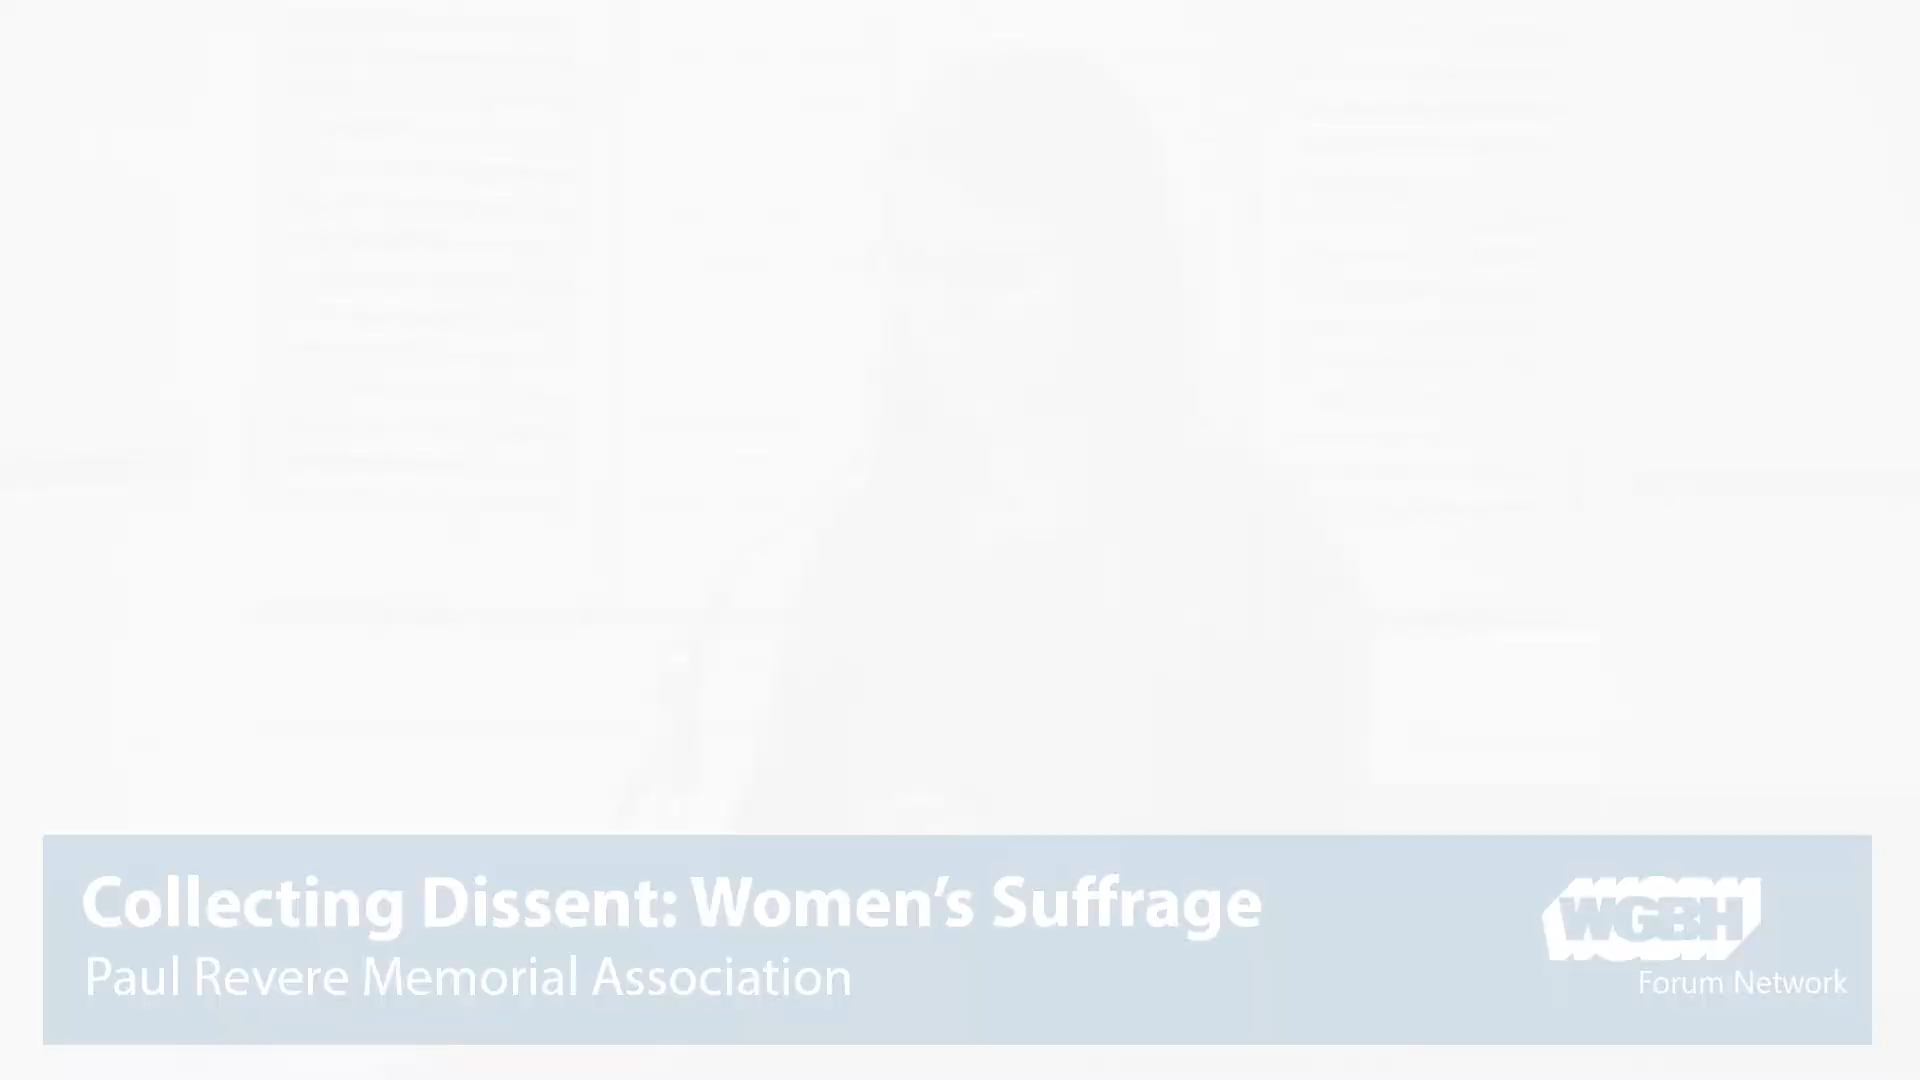 Collecting Dissent: Women’s Suffrage
Paul Revere Memorial Association
WGBH
Forum Network